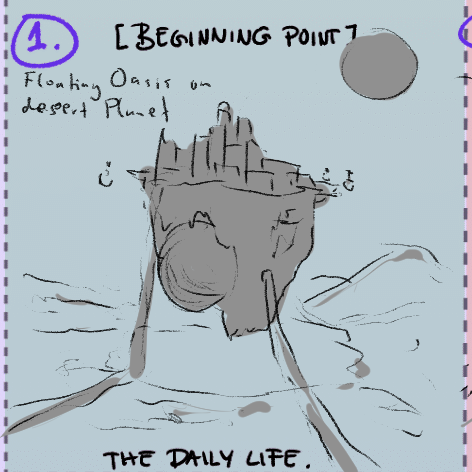 1.
[BEGINNING POINT]
Floating Oasis on
desert Planet
THE DAILY LIFE.